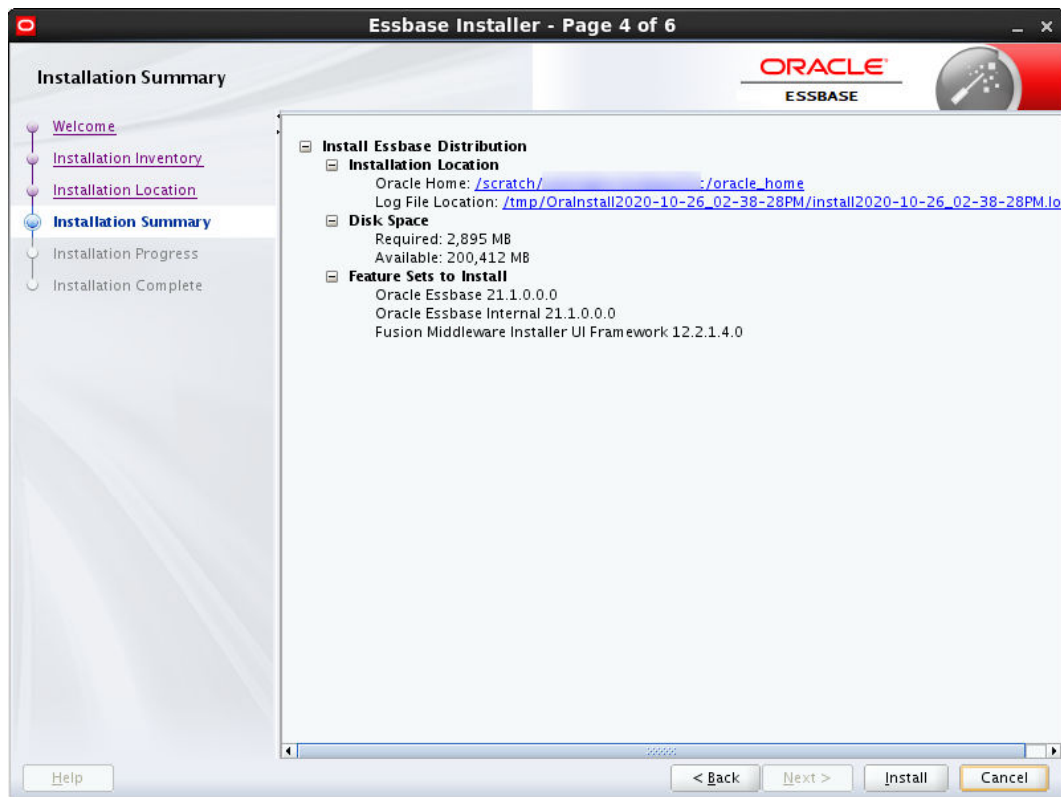 Essbase Installer - Page 4 of 6
Installation Summary
ORACLE
ESSBASE
Welcome
Installation Inventory
Installation Location
Installation Summary
Installation Progress
Installation Complete
Install Essbase Distribution
Installation Location
Oracle Home: /scratch/ :/oracle_home
Log File Location: /tmp/OraInstall2020-10-26_02-38-28PM/install2020-10-26_02-38-28PM.lo
Disk Space
Required: 2,895 MB
Available: 200,412 MB
Feature Sets to Install
Oracle Essbase 21.1.0.0.0
Oracle Essbase Internal 21.1.0.0.0
Fusion Middleware Installer UI Framework 12.2.1.4.0
Help
< Back
Next >
Install
Cancel